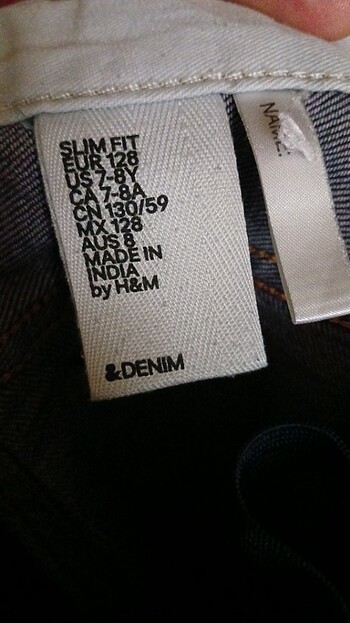 SLIM FIT
EUR 128
US 7-8Y
CA 7-8A
CN 130/59
MX 128
AUS 8
MADE IN
INDIA
by H&M
&DENIM
NAME: